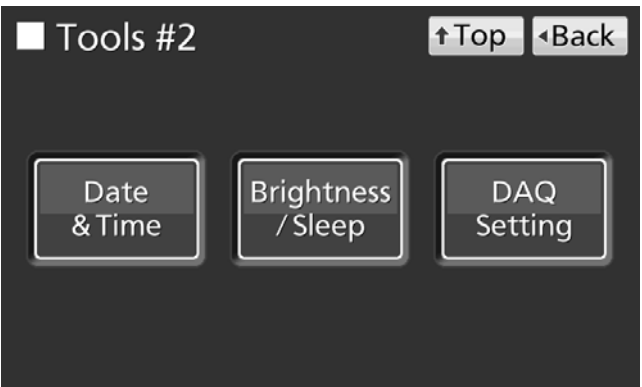 Tools #2
↑Top
◂Back
Date
& Time
Brightness
/ Sleep
DAQ
Setting